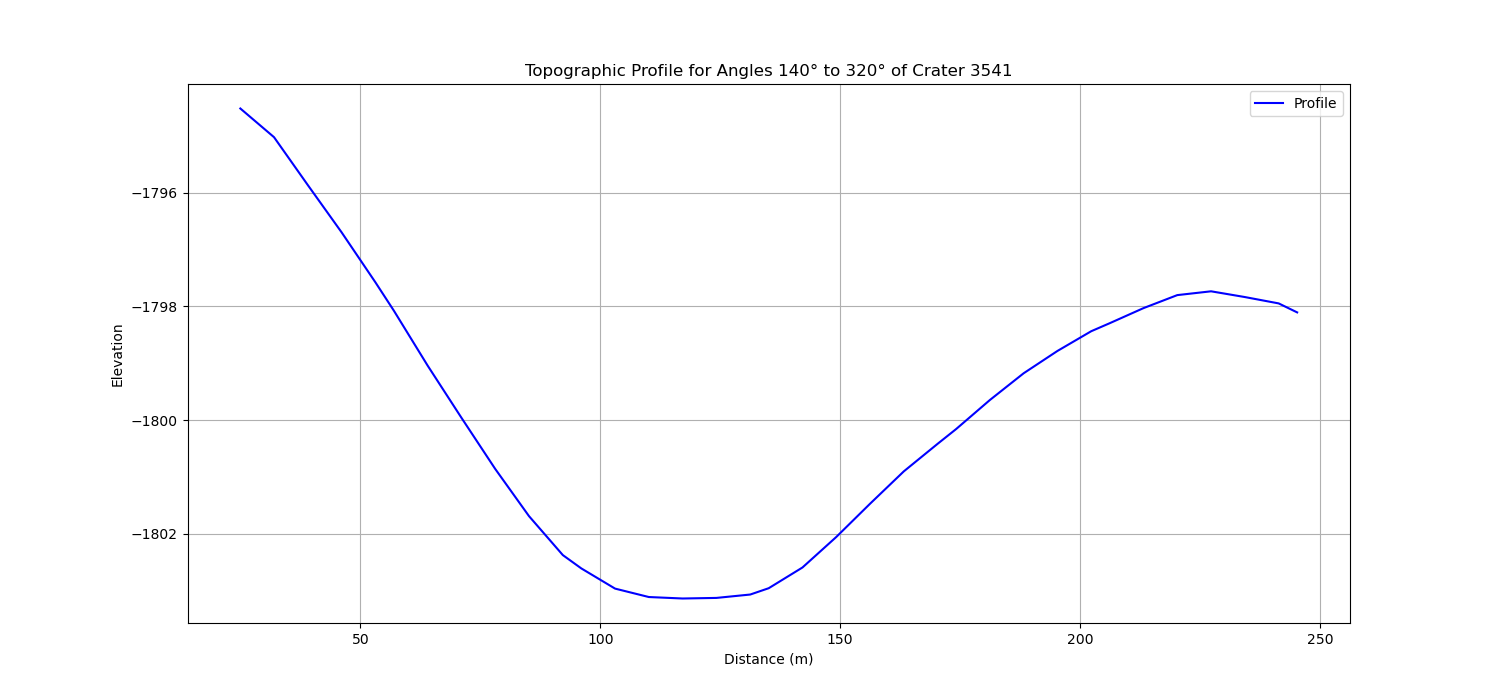 Topographic Profile for Angles 140° to 320° of Crater 3541
Profile
−1796
−1798
−1800
−1802
Elevation
50
100
150
200
250
Distance (m)